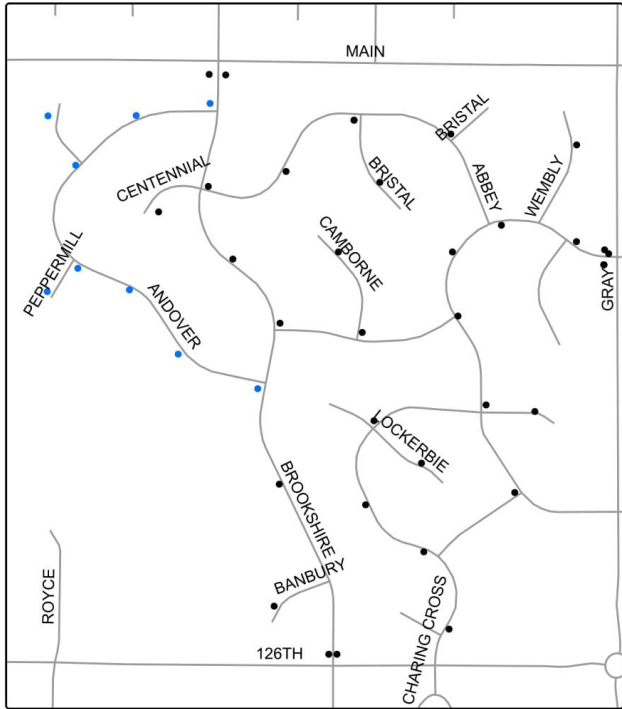 MAIN
BRISTAL
CENTENNIAL
BRISTAL
ABBEY
WEMBLY
CAMBORNE
PEPPERMILL
GRAY
ANDOVER
LOCKERBIE
BROOKSHIRE
BANBURY
ROYCE
CHARING CROSS
126TH